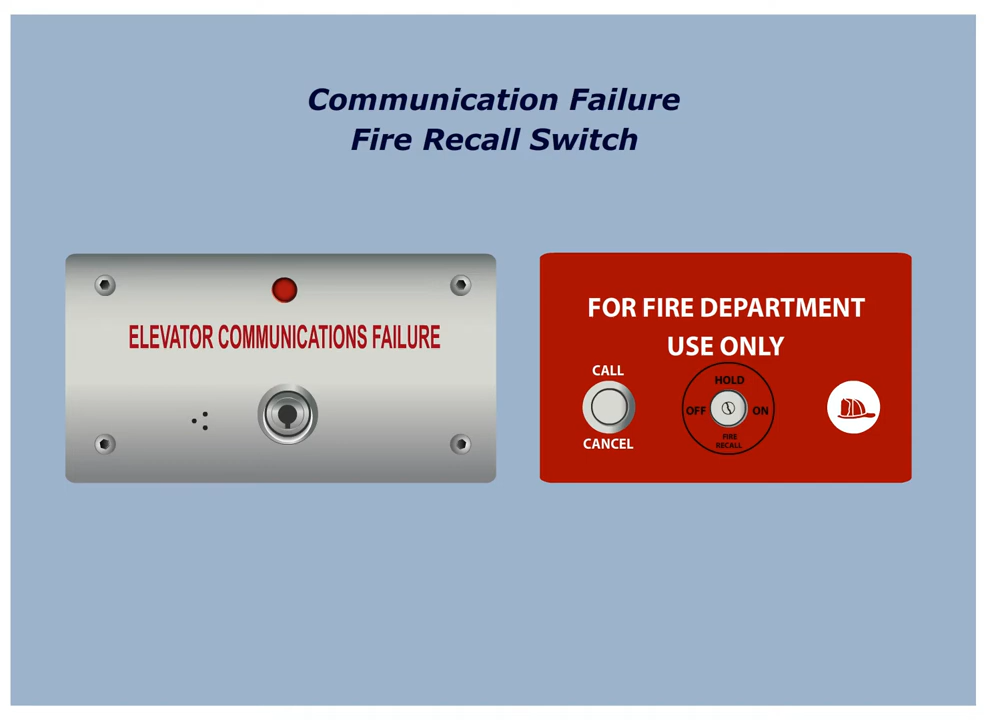 Communication Failure
Fire Recall Switch
ELEVATOR COMMUNICATIONS FAILURE
FOR FIRE DEPARTMENT
USE ONLY
CALL
CANCEL
HOLD
OFF ON
FIRE
RECALL